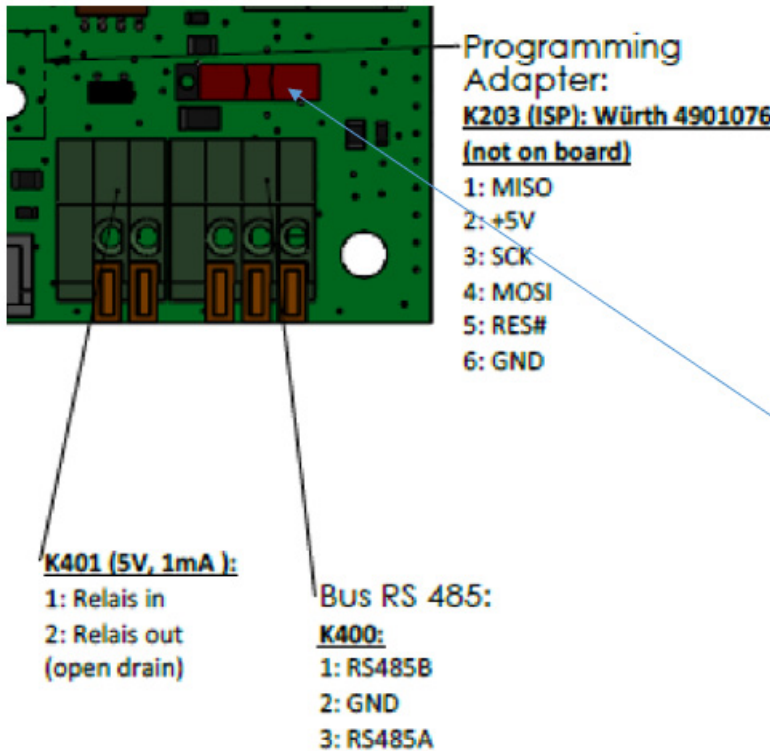 Programming
Adapter:
K203 (ISP): Würth 4901076
(not on board)
1: MISO
2: +5V
3: SCK
4: MOSI
5: RES#
6: GND
K401 (5V, 1mA ):
1: Relais in
2: Relais out
(open drain)
Bus RS 485:
K400:
1: RS485B
2: GND
3: RS485A